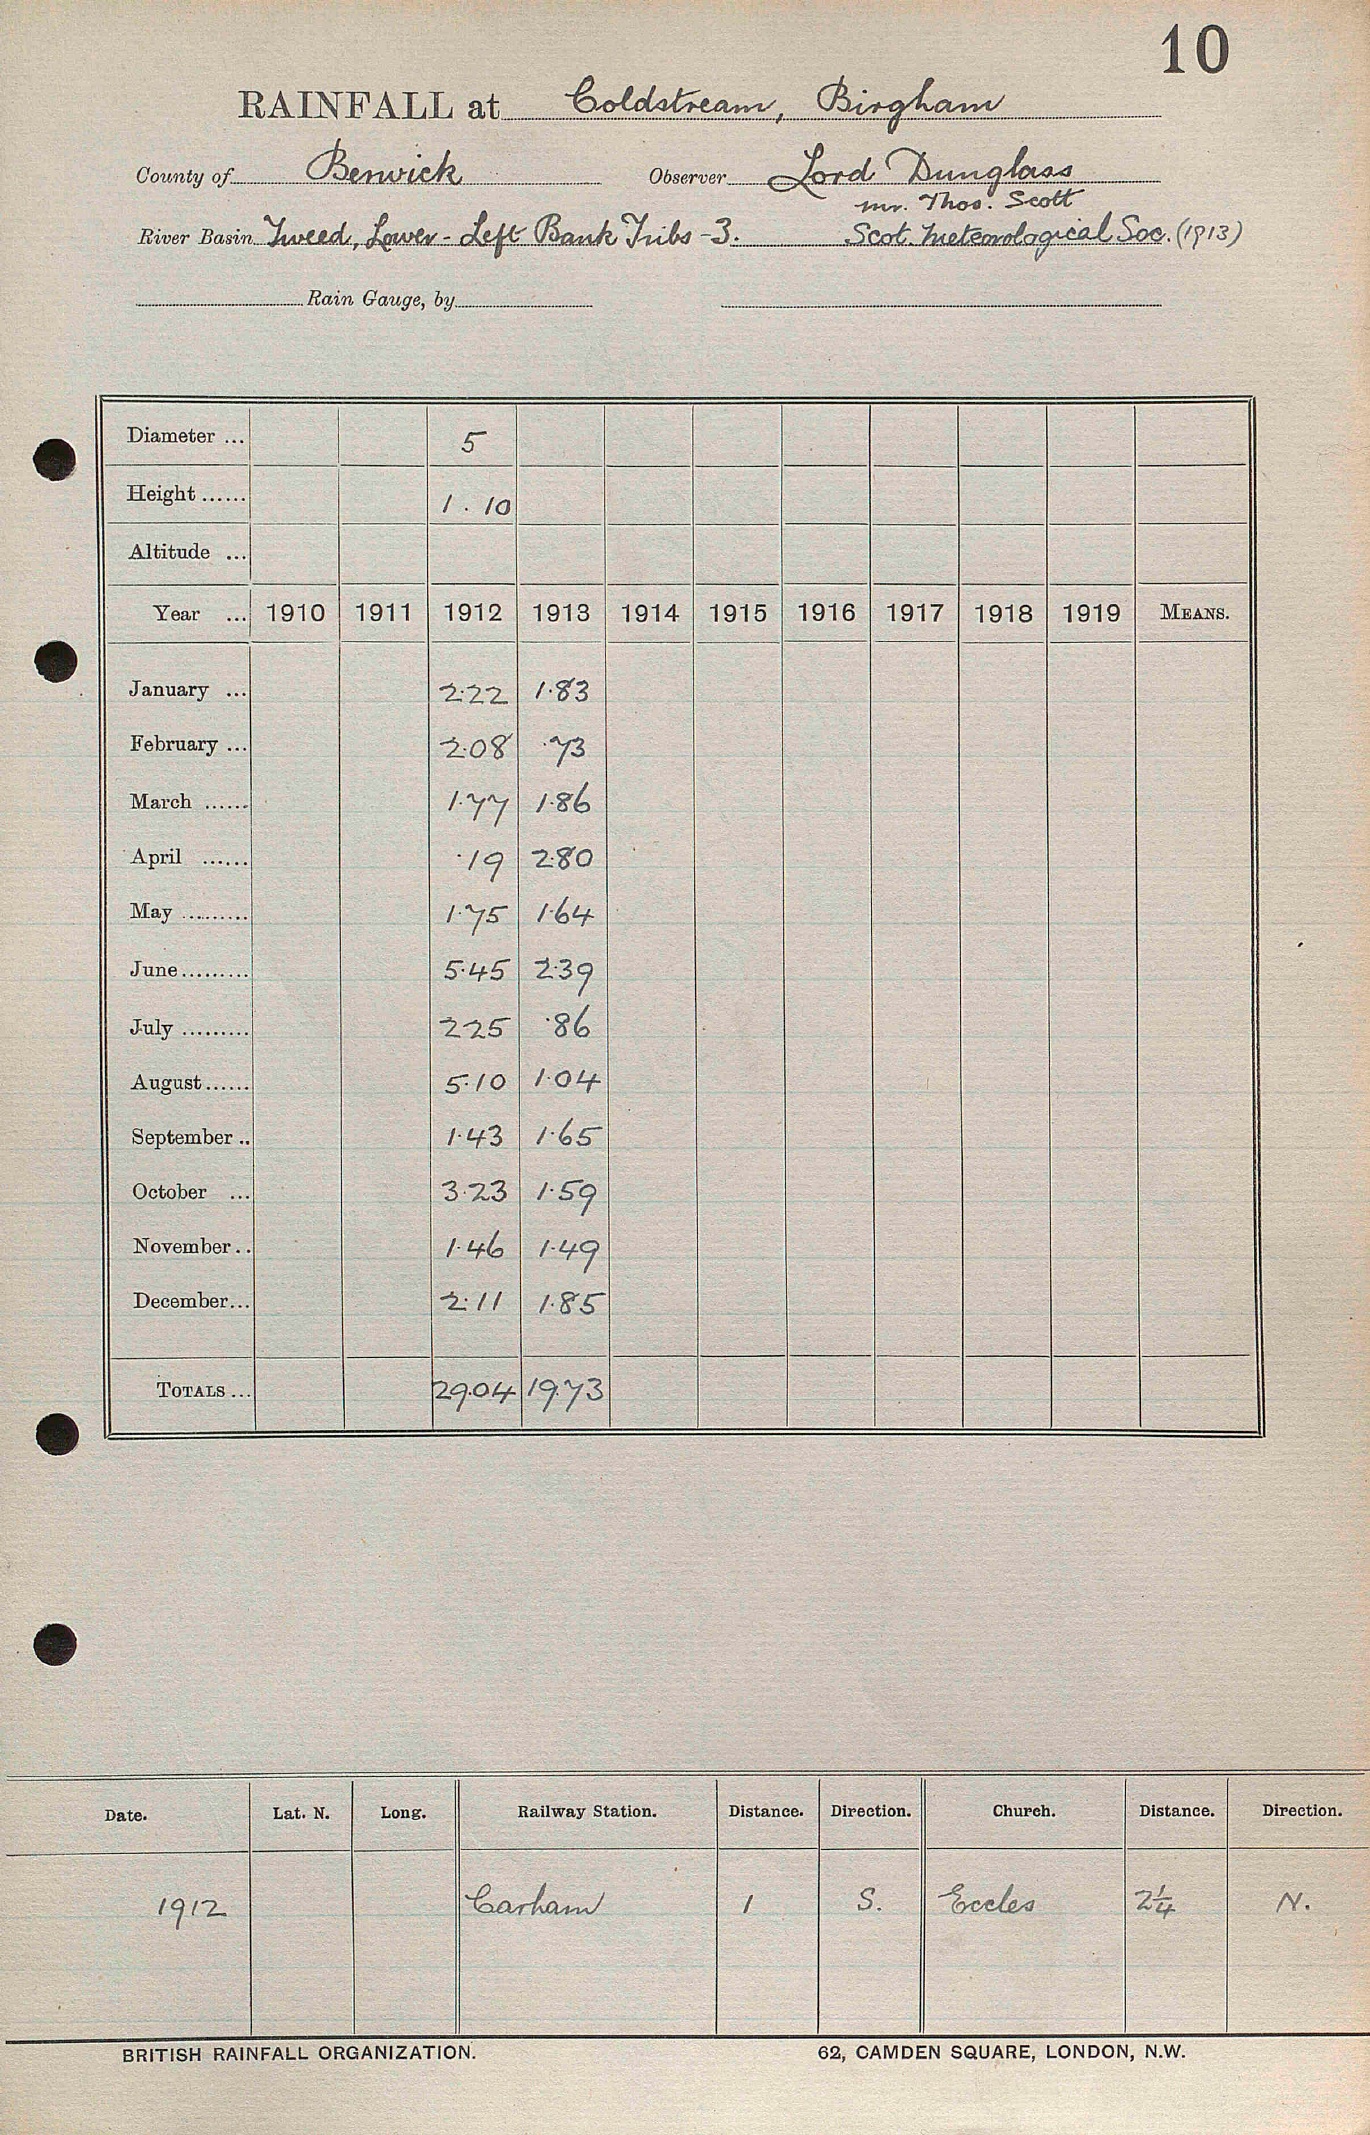 10
RAINFALL at Coldstream, Birgham
County of Berwick Observer Lord Dunglass
Mr. Thos. Scott
River Basin Tweed, Lower - Left Bank Tribs - 3. Scot. Meteorological Soc. (1913)
Rain Gauge, by
Diameter ... 5
Height ...... 1 . 10
Altitude ...
Year ... 1910 1911 1912 1913 1914 1915 1916 1917 1918 1919 MEANS.
January ... 2.22 1.83
February ... 2.08 .73
March ...... 1.77 1.86
April ...... .19 2.80
May ......... 1.75 1.64
June ......... 5.45 2.39
July ......... 2.25 .86
August ...... 5.10 1.04
September .. 1.43 1.65
October ... 3.23 1.59
November .. 1.46 1.49
December ... 2.11 1.85
TOTALS ... 29.04 19.73
Date. Lat. N. Long. Railway Station. Distance. Direction. Church. Distance. Direction.
1912 Carham 1 S. Eccles 2¼ N.
BRITISH RAINFALL ORGANIZATION. 62, CAMDEN SQUARE, LONDON, N.W.